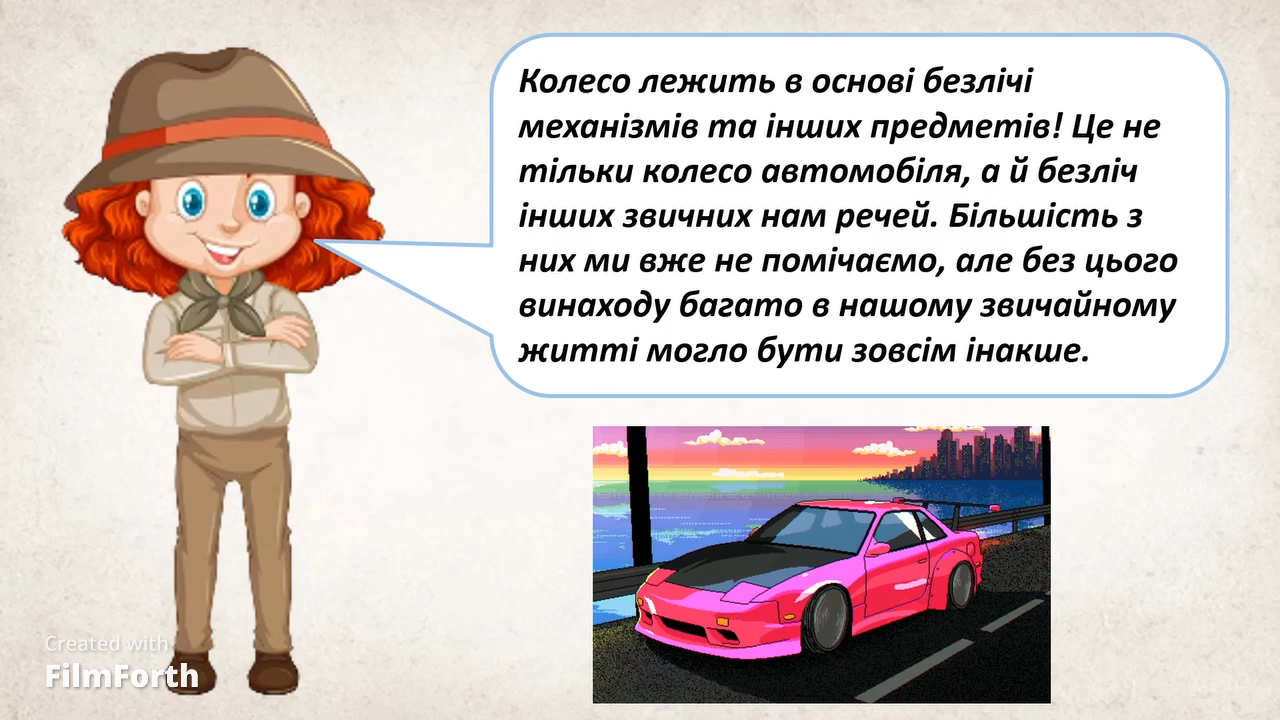 Колесо лежить в основі безлічі
механізмів та інших предметів! Це не
тільки колесо автомобіля, а й безліч
інших звичних нам речей. Більшість з
них ми вже не помічаємо, але без цього
винаходу багато в нашому звичайному
житті могло бути зовсім інакше.
Created with
FilmForth